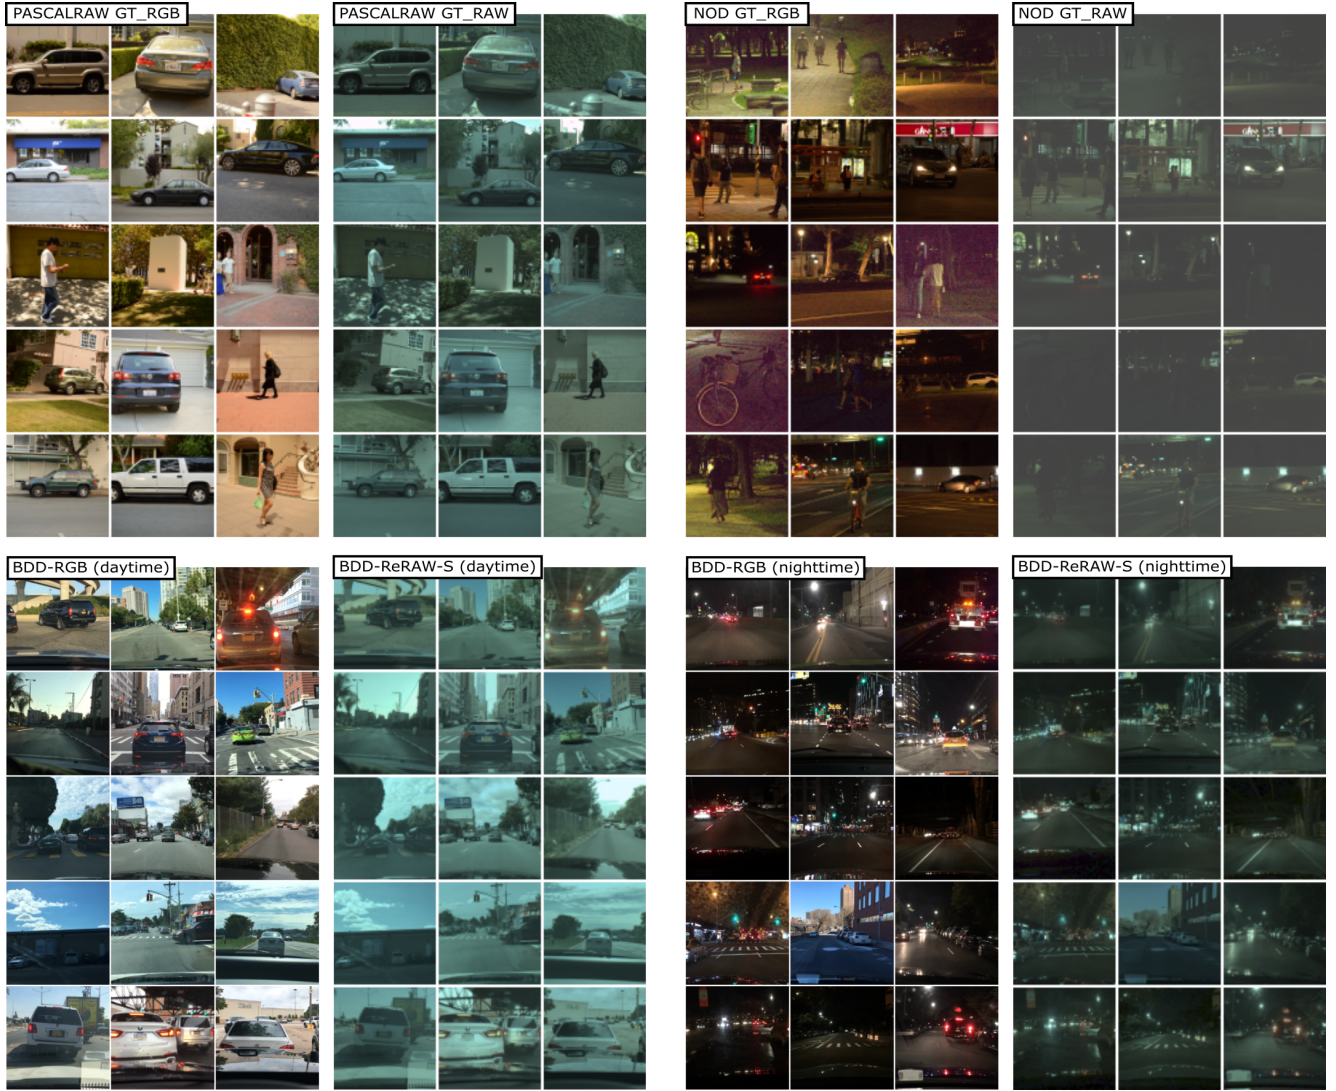 PASCALRAW GT_RGB
PASCALRAW GT_RAW
NOD GT_RGB
NOD GT_RAW
BDD-RGB (daytime)
BDD-ReRAW-S (daytime)
BDD-RGB (nighttime)
BDD-ReRAW-S (nighttime)